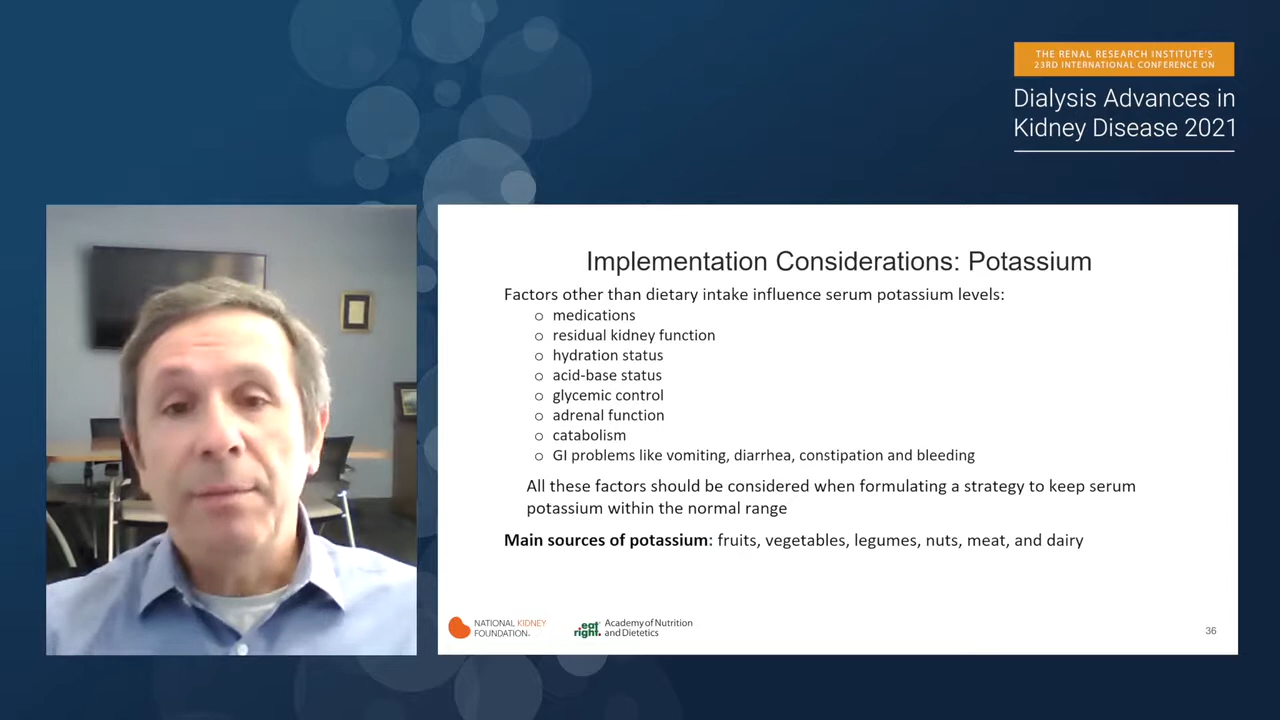 THE RENAL RESEARCH INSTITUTE'S
23RD INTERNATIONAL CONFERENCE ON
Dialysis Advances in
Kidney Disease 2021
Implementation Considerations: Potassium
Factors other than dietary intake influence serum potassium levels:
o medications
o residual kidney function
o hydration status
o acid-base status
o glycemic control
o adrenal function
o catabolism
o GI problems like vomiting, diarrhea, constipation and bleeding
All these factors should be considered when formulating a strategy to keep serum
potassium within the normal range
Main sources of potassium: fruits, vegetables, legumes, nuts, meat, and dairy
NATIONAL KIDNEY
FOUNDATION®
eat
right.
Academy of Nutrition
and Dietetics
36